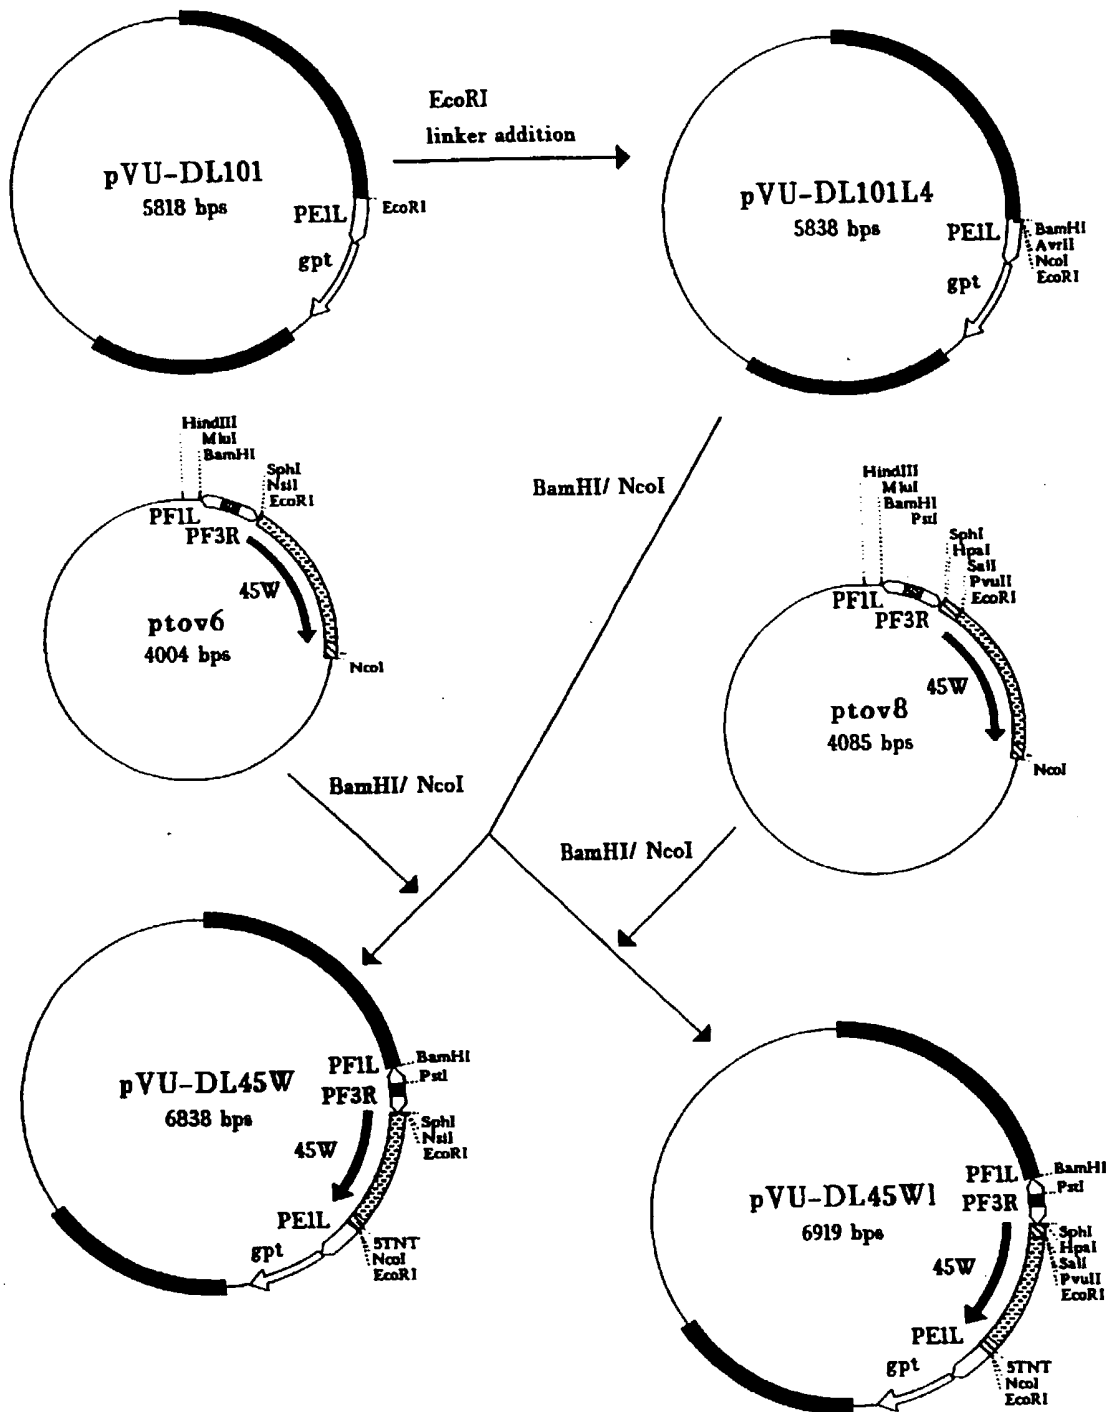 EcoRI
linker addition
pVU-DL101
5818 bps
PE1L
EcoRI
gpt
pVU-DL101L4
5838 bps
PE1L
BamHI
AvrII
NcoI
EcoRI
gpt
HindIII
MluI
BamHI
SphI
NsiI
EcoRI
PF1L
PF3R
45W
ptov6
4004 bps
NcoI
BamHI/ NcoI
HindIII
MluI
BamHI
PstI
SphI
HpaI
SalI
PvuII
EcoRI
PF1L
PF3R
45W
ptov8
4085 bps
NcoI
BamHI/ NcoI
BamHI/ NcoI
PF1L
BamHI
PstI
pVU-DL45W
PF3R
6838 bps
SphI
NsiI
EcoRI
45W
PE1L
gpt
5TNT
NcoI
EcoRI
PF1L
BamHI
PstI
pVU-DL45W1
PF3R
6919 bps
SphI
HpaI
SalI
PvuII
EcoRI
45W
PE1L
gpt
5TNT
NcoI
EcoRI